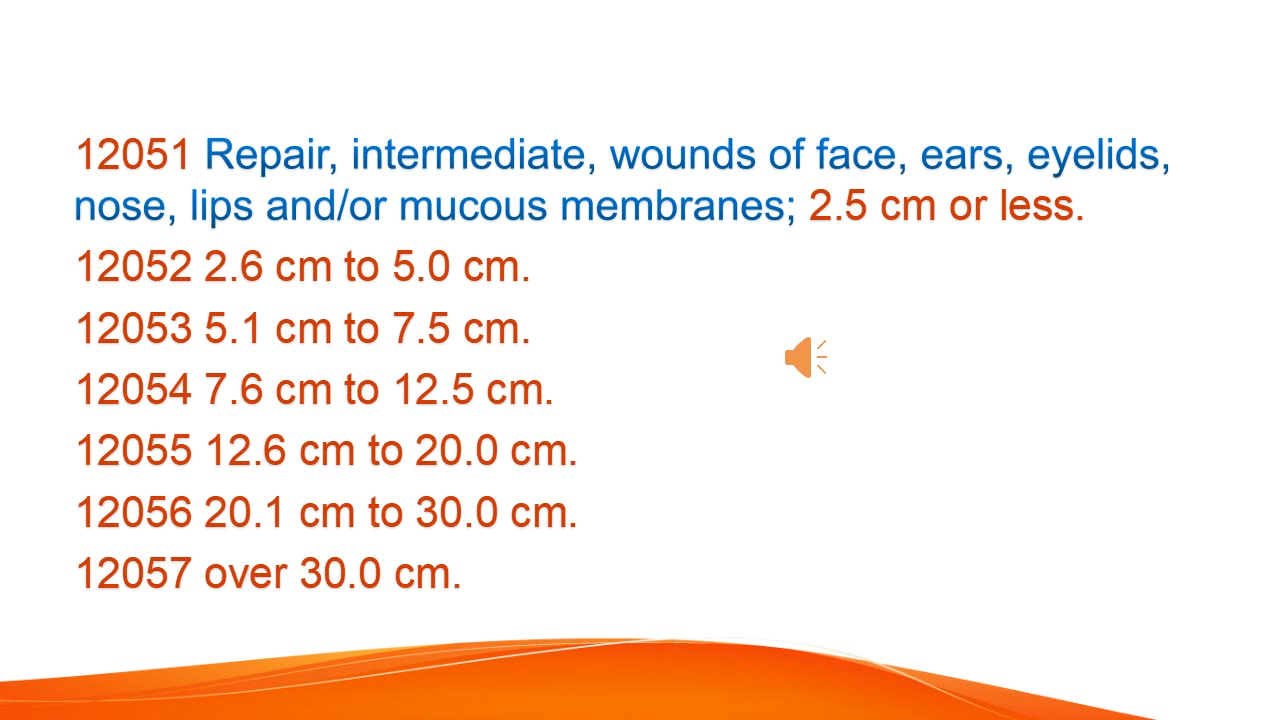 12051 Repair, intermediate, wounds of face, ears, eyelids,
nose, lips and/or mucous membranes; 2.5 cm or less.
12052 2.6 cm to 5.0 cm.
12053 5.1 cm to 7.5 cm.
12054 7.6 cm to 12.5 cm.
12055 12.6 cm to 20.0 cm.
12056 20.1 cm to 30.0 cm.
12057 over 30.0 cm.